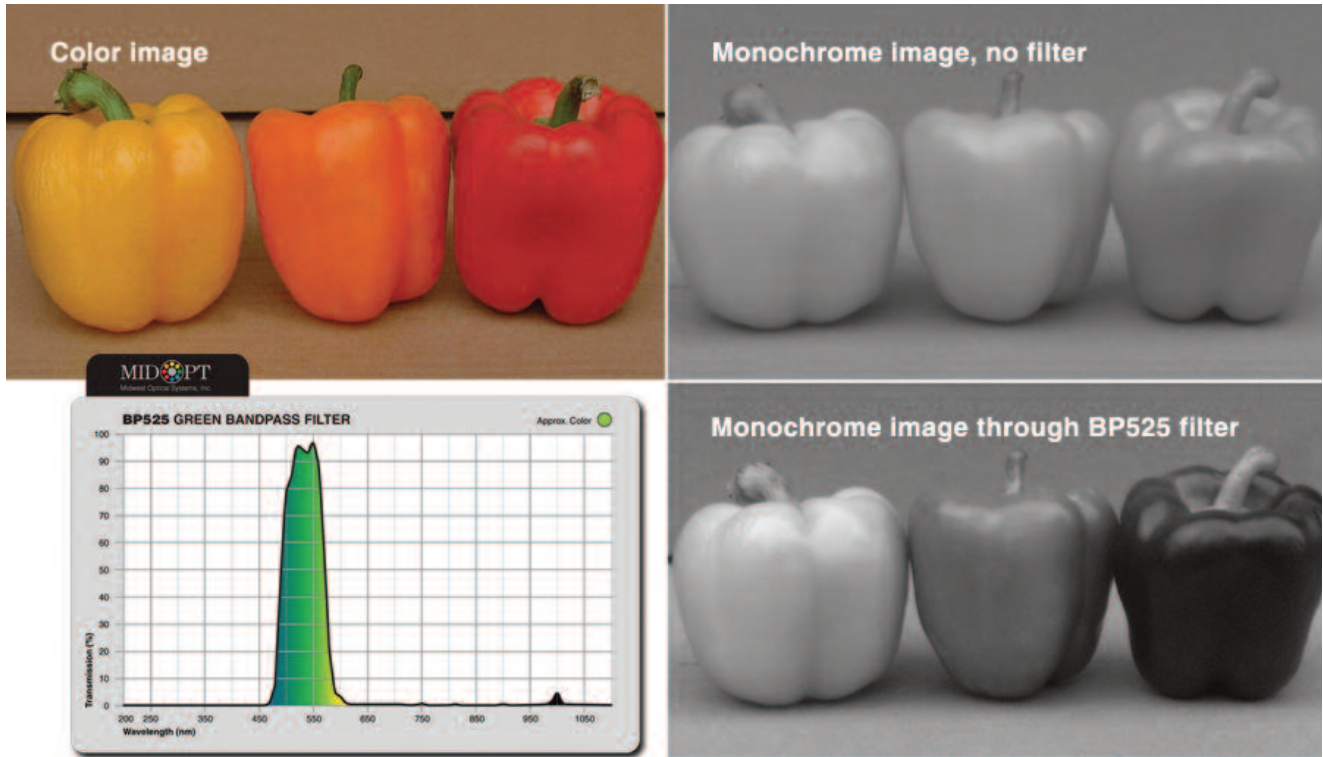 Color image
Monochrome image, no filter
MIDOPT
Midwest Optical Systems, Inc.
BP525 GREEN BANDPASS FILTER
Approx. Color
100
90
80
70
60
50
40
30
20
10
0
Transmission (%)
200 250 350 450 550 650 750 850 950 1050
Wavelength (nm)
Monochrome image through BP525 filter